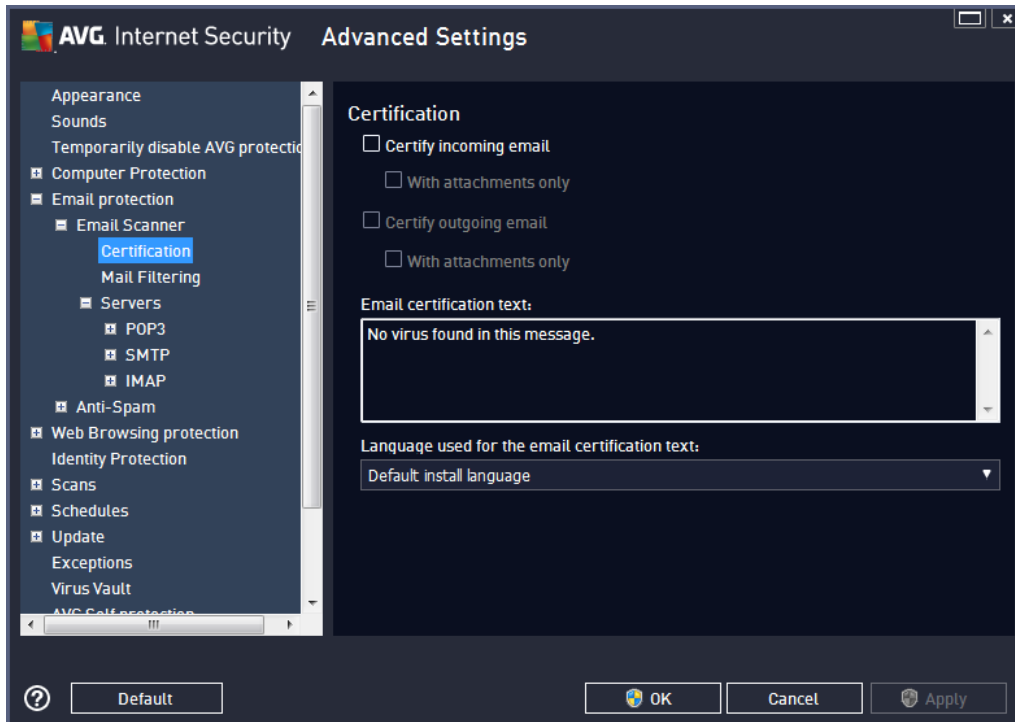 AVG. Internet Security Advanced Settings
Appearance
Sounds
Temporarily disable AVG protectio
Computer Protection
Email protection
Email Scanner
Certification
Mail Filtering
Servers
POP3
SMTP
IMAP
Anti-Spam
Web Browsing protection
Identity Protection
Scans
Schedules
Update
Exceptions
Virus Vault
AVG Self protection
Certification
Certify incoming email
With attachments only
Certify outgoing email
With attachments only
Email certification text:
No virus found in this message.
Language used for the email certification text:
Default install language
Default
OK
Cancel
Apply